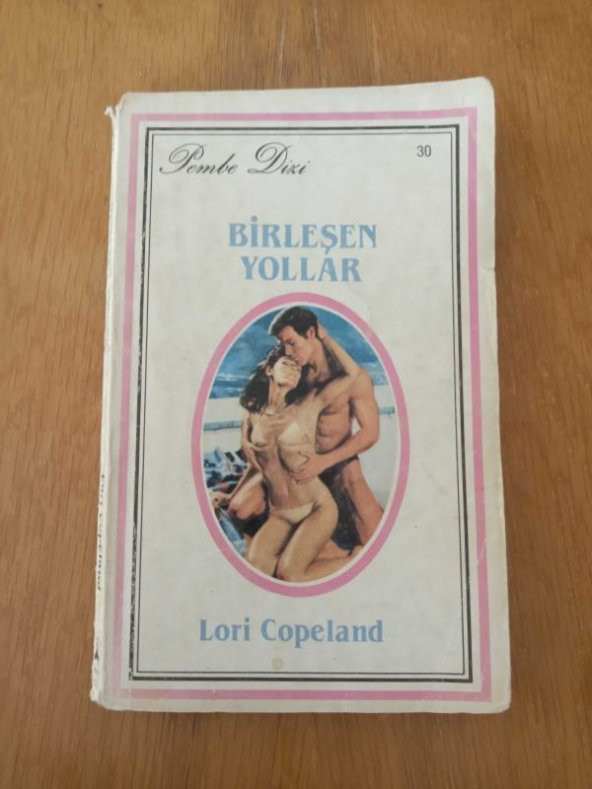 Pembe Dizi
30
BİRLEŞEN
YOLLAR
Lori Copeland